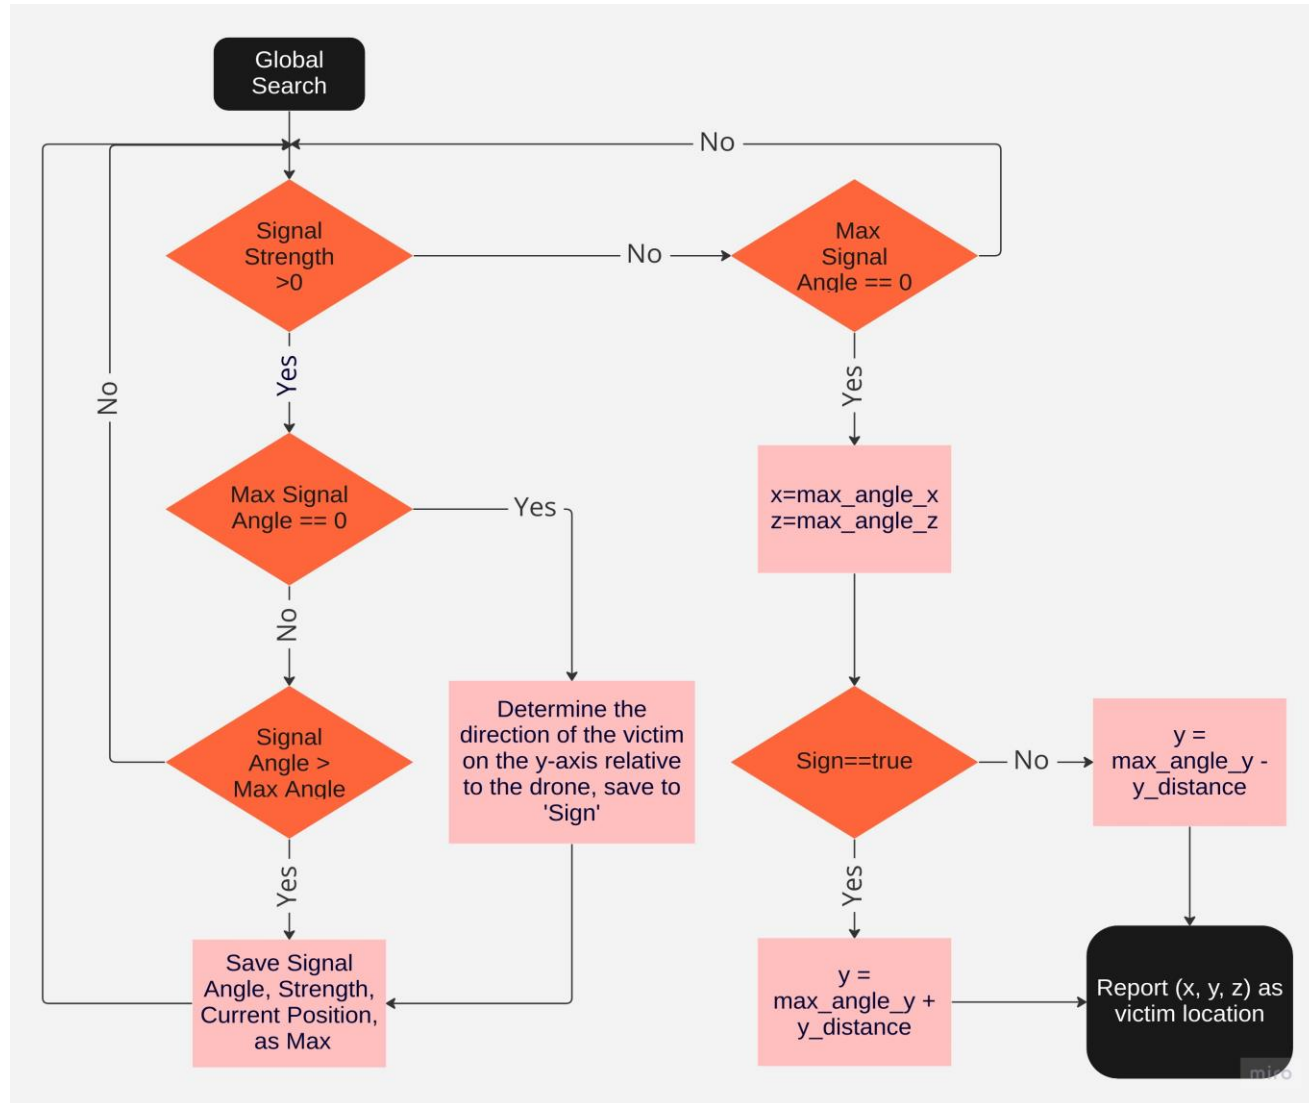 Global
Search
No
Signal
Strength
>0
No
Max
Signal
Angle == 0
Yes
Yes
No
Max Signal
Angle == 0
Yes
x=max_angle_x
z=max_angle_z
No
Signal
Angle >
Max Angle
Determine the
direction of the victim
on the y-axis relative
to the drone, save to
'Sign'
Sign==true
No
y =
max_angle_y -
y_distance
Yes
Yes
Save Signal
Angle, Strength,
Current Position,
as Max
y =
max_angle_y +
y_distance
Report (x, y, z) as
victim location
miro